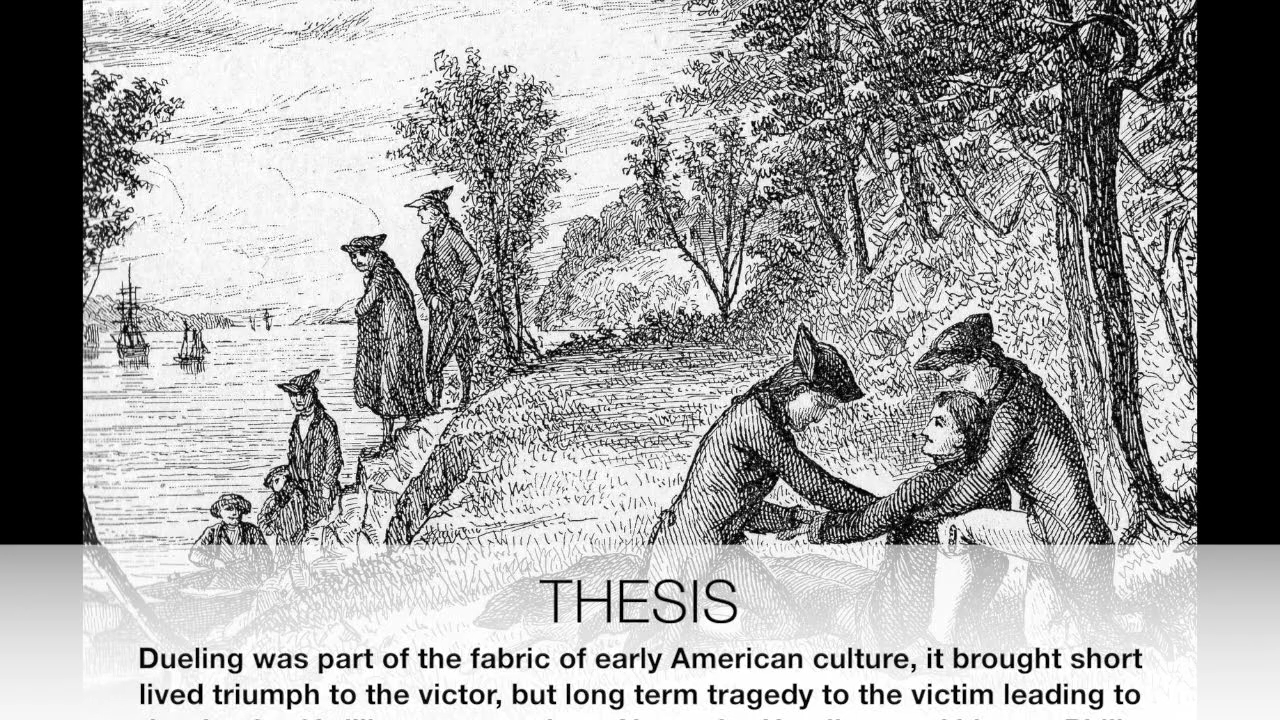 THESIS
Dueling was part of the fabric of early American culture, it brought short
lived triumph to the victor, but long term tragedy to the victim leading to